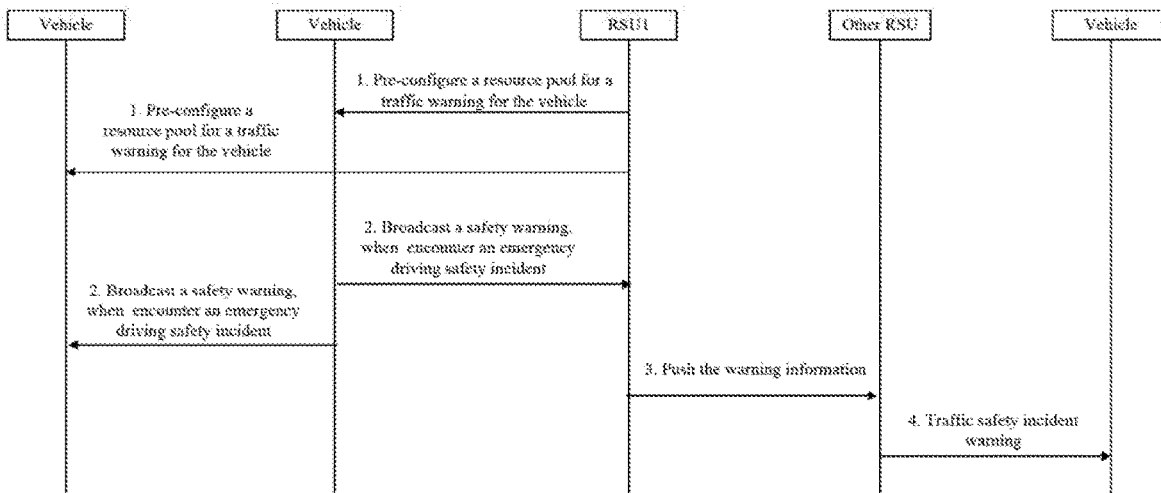 Vehicle
Vehicle
RSU1
Other RSU
Vehicle
1. Pre-configure a resource pool for a
traffic warning for the vehicle
1. Pre-configure a
resource pool for a traffic
warning for the vehicle
2. Broadcast a safety warning,
when encounter an emergency
driving safety incident
2. Broadcast a safety warning,
when encounter an emergency
driving safety incident
3. Push the warning information
4. Traffic safety incident
warning